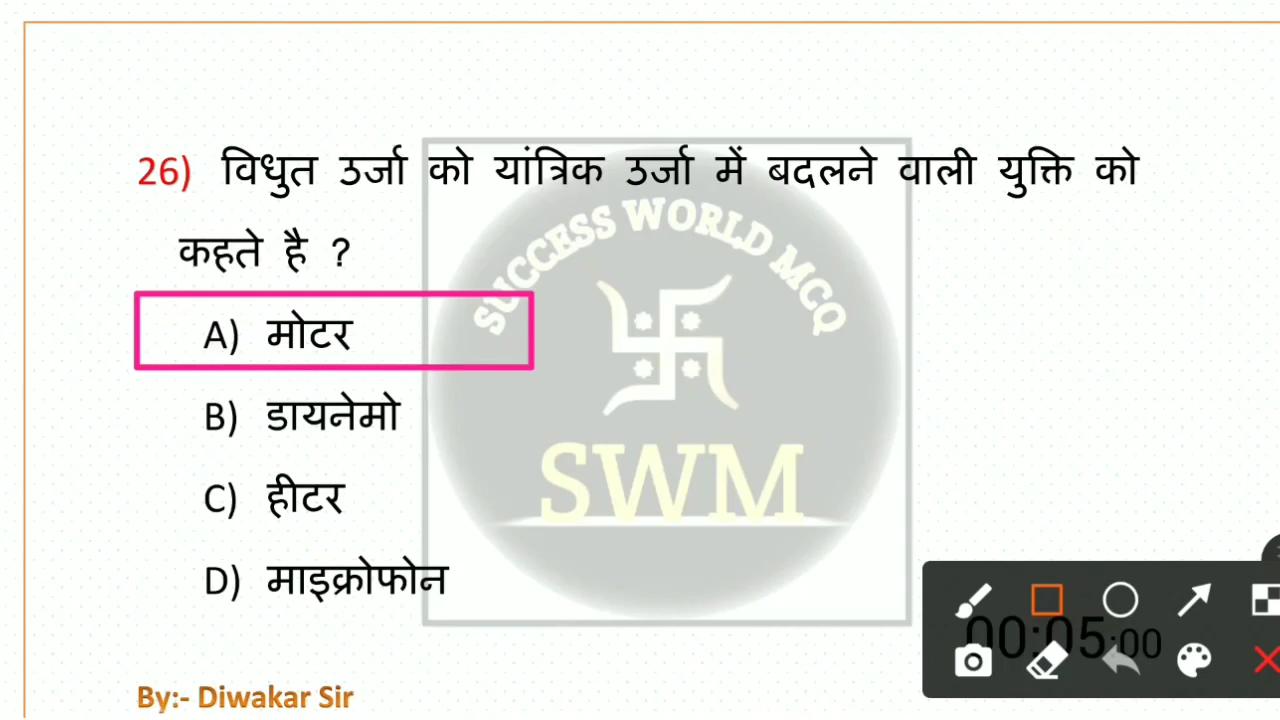 26) विधुत उर्जा को यांत्रिक उर्जा में बदलने वाली युक्ति को
कहते है ?
A) मोटर
B) डायनेमो
C) हीटर
D) माइक्रोफोन
SUCCESS WORLD MCQ
SWM
00:05:00
By:- Diwakar Sir